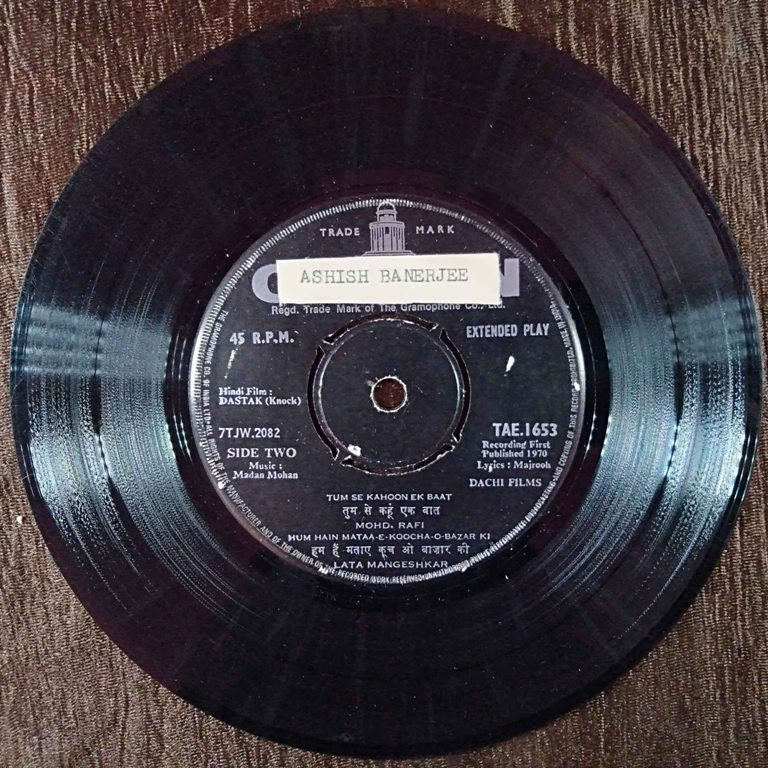 TRADE MARK
ASHISH BANERJEE
Regd. Trade Mark of The Gramophone Co., Ltd.
45 R.P.M.
EXTENDED PLAY
Hindi Film :
DASTAK (Knock)
7TJW.2082
SIDE TWO
Music :
Madan Mohan
TAE.1653
Recording First
Published 1970
Lyrics : Majrooh
DACHI FILMS
TUM SE KAHOON EK BAAT
तुम से कहूं एक बात
MOHD. RAFI
HUM HAIN MATAA-E-KOOCHA-O-BAZAR KI
हम हैं मताए कूच ओ बाज़ार की
LATA MANGESHKAR